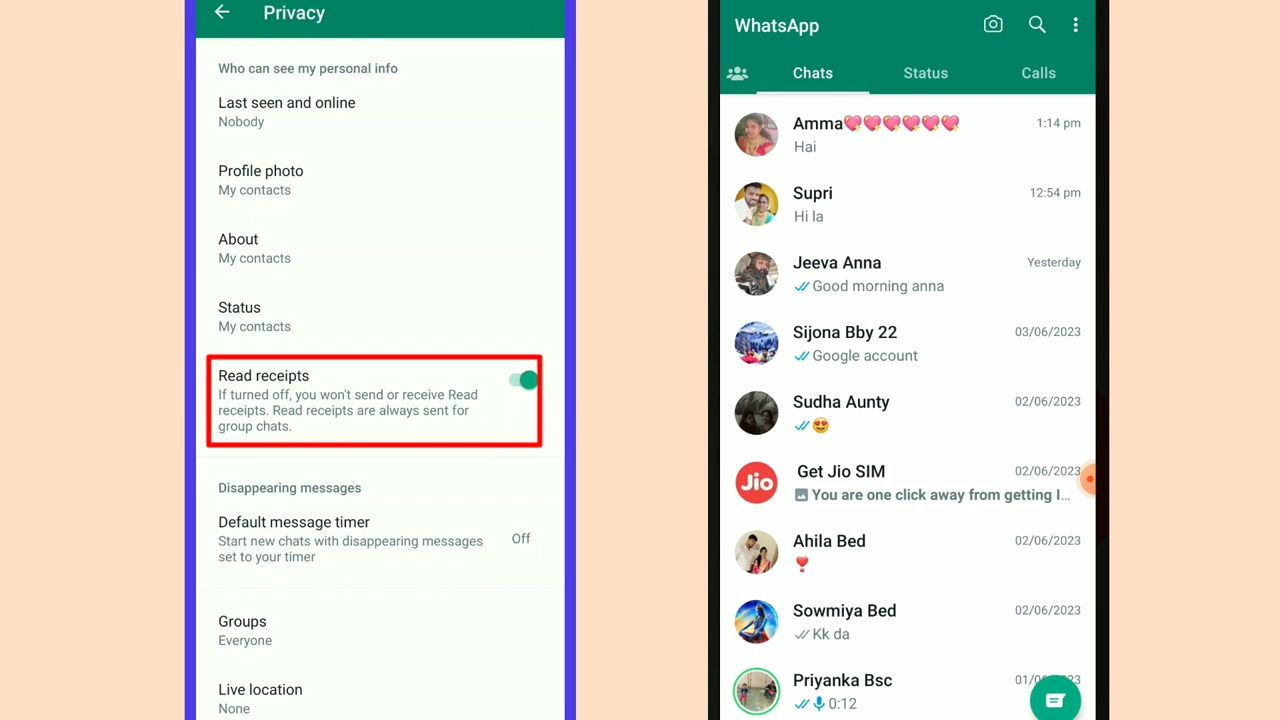 Privacy
Who can see my personal info
Last seen and online
Nobody
Profile photo
My contacts
About
My contacts
Status
My contacts
Read receipts
If turned off, you won't send or receive Read
receipts. Read receipts are always sent for
group chats.
Disappearing messages
Default message timer
Start new chats with disappearing messages
set to your timer
Off
Groups
Everyone
Live location
None
WhatsApp
Chats Status Calls
Amma💖💖💖💖💖💖 1:14 pm
Hai
Supri 12:54 pm
Hi la
Jeeva Anna Yesterday
Good morning anna
Sijona Bby 22 03/06/2023
Google account
Sudha Aunty 02/06/2023
😍
Jio
Get Jio SIM 02/06/2023
You are one click away from getting I...
Ahila Bed 02/06/2023
❣️
Sowmiya Bed 02/06/2023
Kk da
Priyanka Bsc
0:12